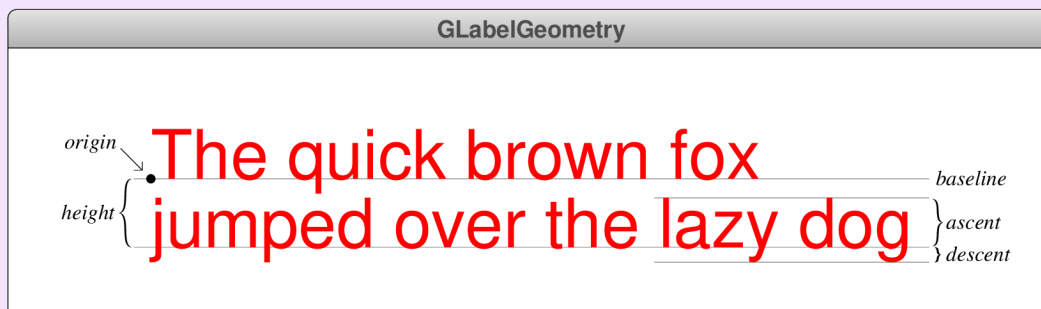 GLabelGeometry
origin
The quick brown fox
baseline
height
jumped over the lazy dog
ascent
descent